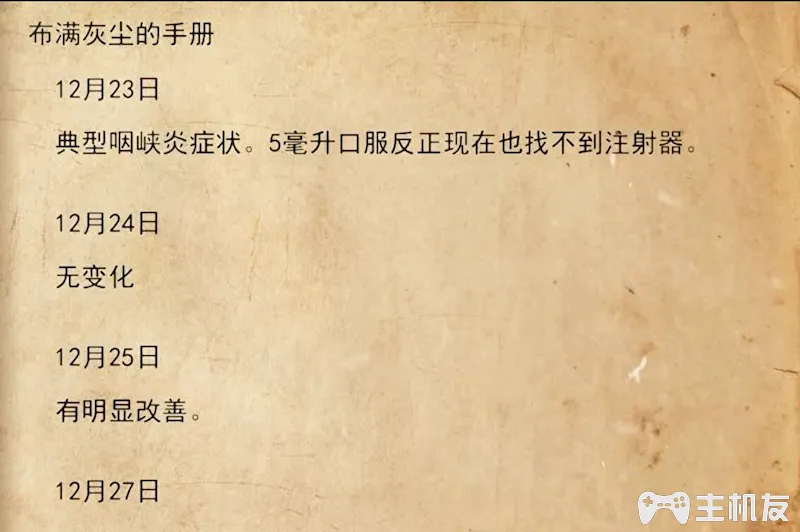 布满灰尘的手册
12月23日
典型咽峡炎症状。5毫升口服反正现在也找不到注射器。
12月24日
无变化
12月25日
有明显改善。
12月27日
主机友